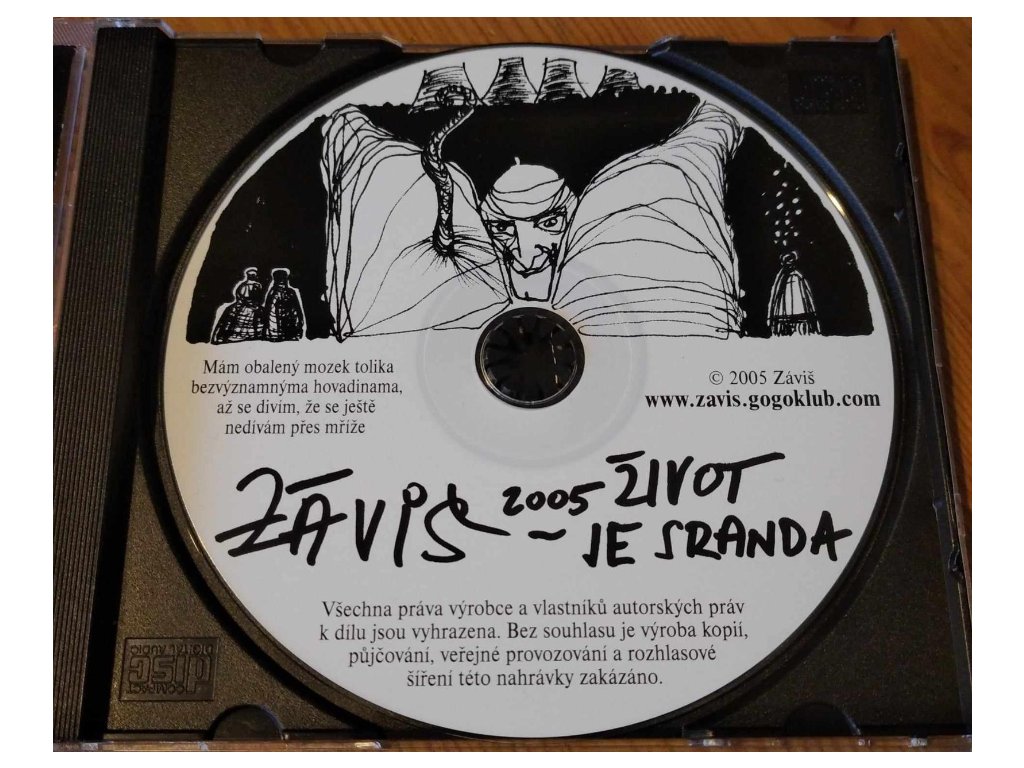 Mám obalený mozek tolika
bezvýznamnýma hovadinama,
až se divím, že se ještě
nedívám přes mříže
© 2005 Záviš
www.zavis.gogoklub.com
ZÁVIŠ 2005 – ŽIVOT
JE SRANDA
Všechna práva výrobce a vlastníků autorských práv
k dílu jsou vyhrazena. Bez souhlasu je výroba kopií,
půjčování, veřejné provozování a rozhlasové
šíření této nahrávky zakázáno.
COMPACT
disc
DIGITAL AUDIO